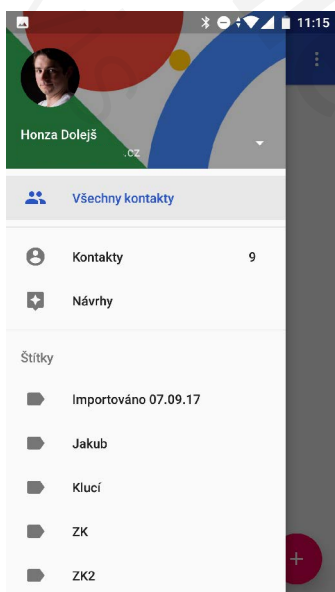 11:15
Honza Dolejš
.cz
Všechny kontakty
Kontakty 9
Návrhy
Štítky
Importováno 07.09.17
Jakub
Klucí
ZK
ZK2